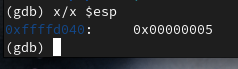 (gdb) x/x $esp
0xffffd040:     0x00000005
(gdb)